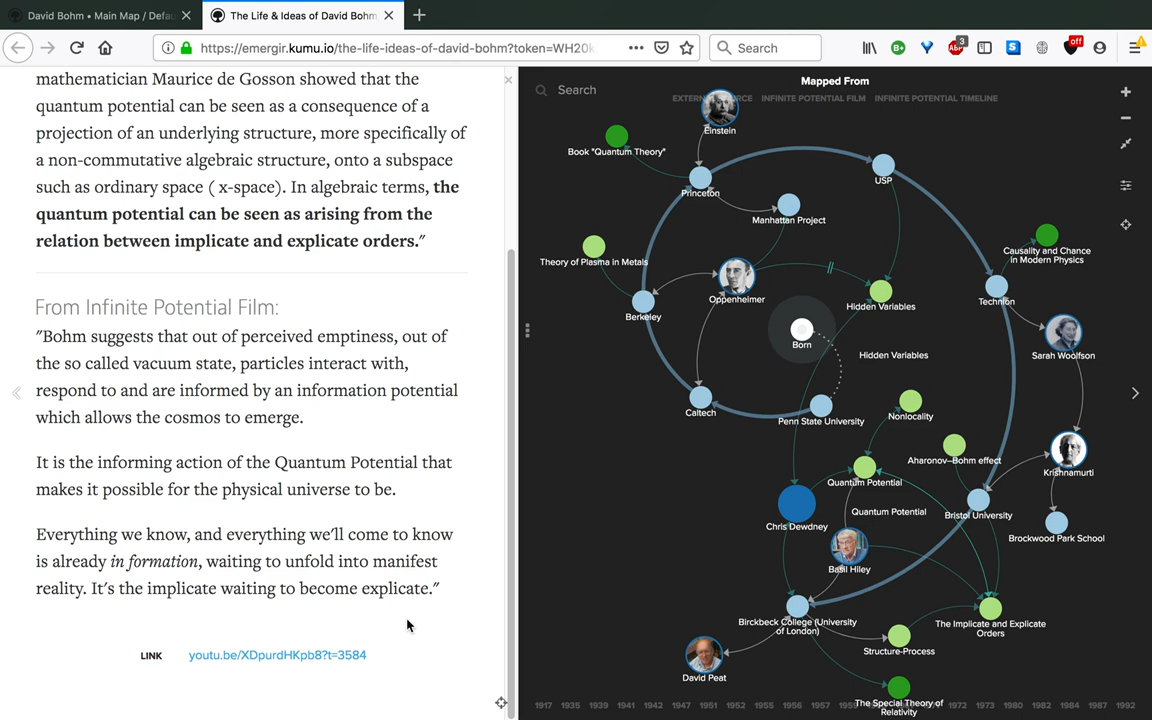 David Bohm • Main Map / Defau
The Life & Ideas of David Bohm
https://emergir.kumu.io/the-life-ideas-of-david-bohm?token=WH20k
Search
3
off
mathematician Maurice de Gosson showed that the
quantum potential can be seen as a consequence of a
projection of an underlying structure, more specifically of
a non-commutative algebraic structure, onto a subspace
such as ordinary space ( x-space). In algebraic terms, the
quantum potential can be seen as arising from the
relation between implicate and explicate orders."
From Infinite Potential Film:
"Bohm suggests that out of perceived emptiness, out of
the so called vacuum state, particles interact with,
respond to and are informed by an information potential
which allows the cosmos to emerge.
It is the informing action of the Quantum Potential that
makes it possible for the physical universe to be.
Everything we know, and everything we'll come to know
is already in formation, waiting to unfold into manifest
reality. It's the implicate waiting to become explicate."
LINK
youtu.be/XDpurdHKpb8?t=3584
Search
Mapped From
INFINITE POTENTIAL FILM
INFINITE POTENTIAL TIMELINE
Einstein
Book "Quantum Theory"
Princeton
USP
Manhattan Project
Theory of Plasma in Metals
Causality and Chance
in Modern Physics
Oppenheimer
Hidden Variables
Technion
Berkeley
Born
Hidden Variables
Sarah Woolfson
Caltech
Penn State University
Nonlocality
Aharonov–Bohm effect
Krishnamurti
Quantum Potential
Quantum Potential
Bristol University
Chris Dewdney
Brockwood Park School
Basil Hiley
Birckbeck College (University
of London)
The Implicate and Explicate
Orders
Structure-Process
David Peat
The Special Theory of
Relativity
1917 1935 1939 1941 1942 1947 1951 1952 1955 1956 1957 1972 1973 1980 1982 1984 1987 1992